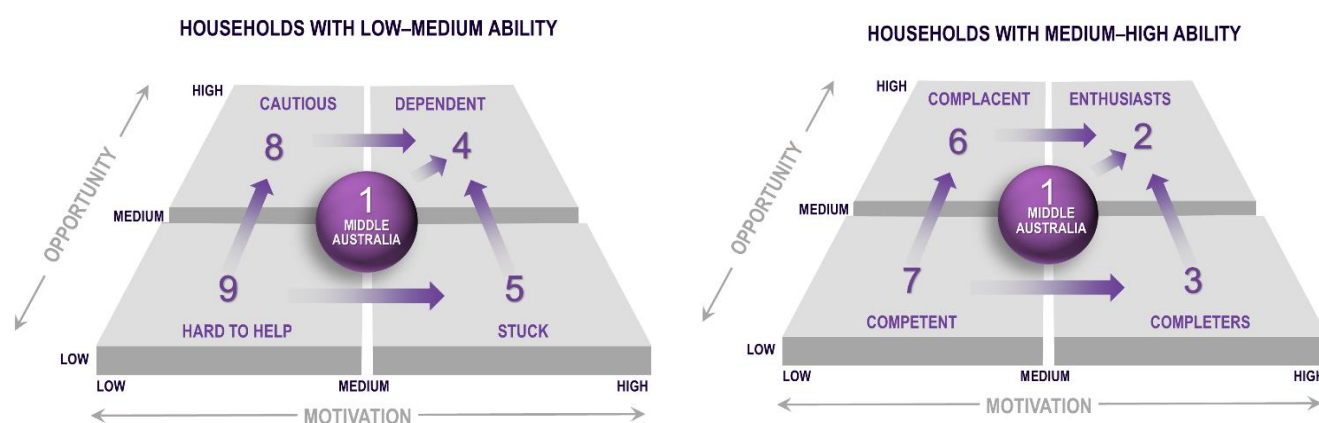 HOUSEHOLDS WITH LOW–MEDIUM ABILITY
HIGH
CAUTIOUS
DEPENDENT
8
4
OPPORTUNITY
MEDIUM
1
MIDDLE
AUSTRALIA
9
5
HARD TO HELP
STUCK
LOW
LOW
MEDIUM
HIGH
MOTIVATION
HOUSEHOLDS WITH MEDIUM–HIGH ABILITY
HIGH
COMPLACENT
ENTHUSIASTS
6
2
OPPORTUNITY
MEDIUM
1
MIDDLE
AUSTRALIA
7
3
COMPETENT
COMPLETERS
LOW
LOW
MEDIUM
HIGH
MOTIVATION